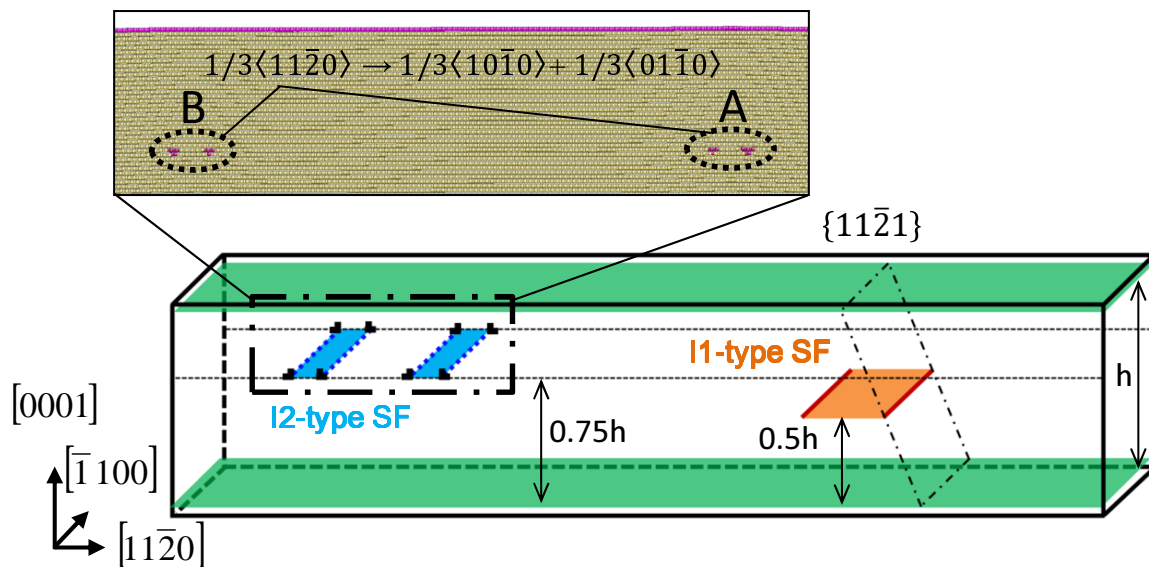 1/3⟨112̅0⟩ → 1/3⟨101̅0⟩ + 1/3⟨011̅0⟩
B
A
{112̅1}
I1-type SF
h
[0001]
I2-type SF
0.75h
0.5h
[1̅ 100]
[112̅0]